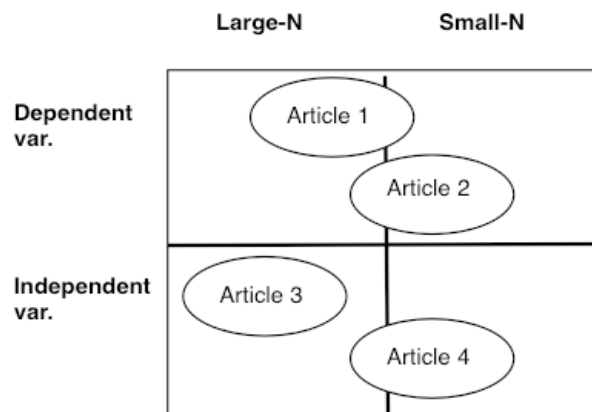 Large-N Small-N
Dependent
var.
Article 1
Article 2
Independent
var.
Article 3
Article 4